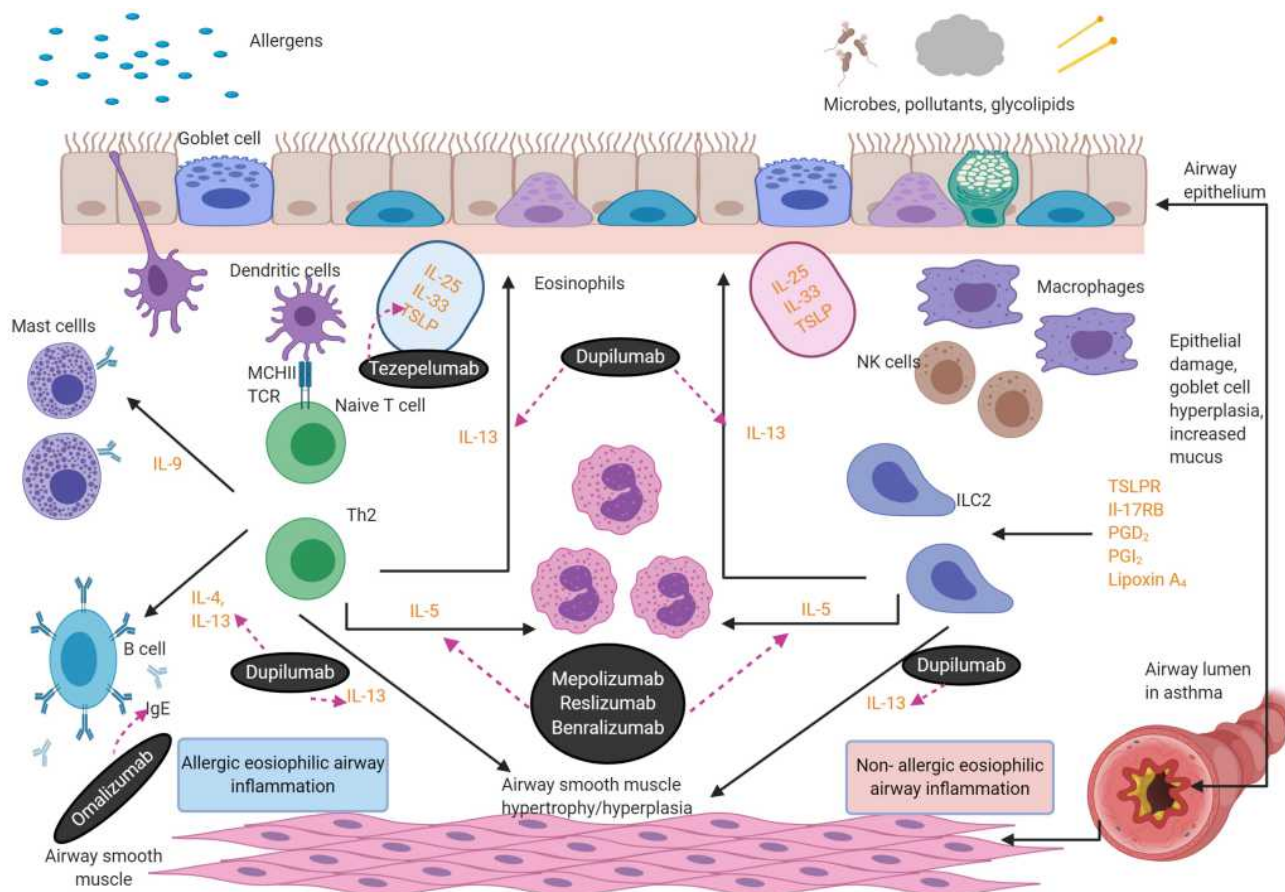 Allergens
Microbes, pollutants, glycolipids
Goblet cell
Airway
epithelium
Dendritic cells
IL-25
IL-33
TSLP
Eosinophils
IL-25
IL-33
TSLP
Macrophages
Mast cellls
Tezepelumab
Dupilumab
NK cells
Epithelial
damage,
goblet cell
hyperplasia,
increased
mucus
MCHII
TCR
Naive T cell
IL-13
IL-13
IL-9
Th2
ILC2
TSLPR
Il-17RB
PGD₂
PGI₂
Lipoxin A₄
IL-4,
IL-13
IL-5
IL-5
B cell
Dupilumab
IL-13
Mepolizumab
Reslizumab
Benralizumab
Dupilumab
IL-13
Airway lumen
in asthma
IgE
Omalizumab
Allergic eosiophilic airway
inflammation
Airway smooth muscle
hypertrophy/hyperplasia
Non- allergic eosiophilic
airway inflammation
Airway smooth
muscle